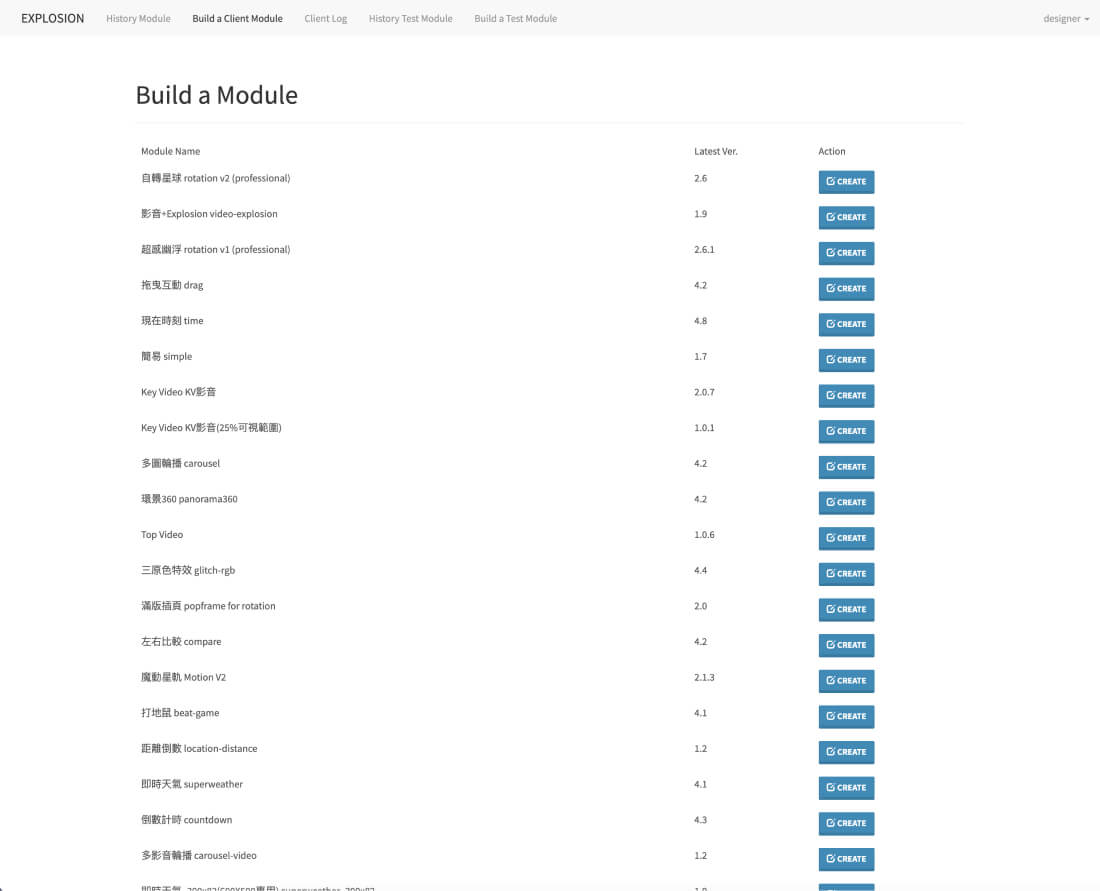 EXPLOSION History Module Build a Client Module Client Log History Test Module Build a Test Module designer
Build a Module
Module Name Latest Ver. Action
自轉星球 rotation v2 (professional) 2.6 CREATE
影音+Explosion video-explosion 1.9 CREATE
超感幽浮 rotation v1 (professional) 2.6.1 CREATE
拖曳互動 drag 4.2 CREATE
現在時刻 time 4.8 CREATE
簡易 simple 1.7 CREATE
Key Video KV影音 2.0.7 CREATE
Key Video KV影音(25%可視範圍) 1.0.1 CREATE
多圖輪播 carousel 4.2 CREATE
環景360 panorama360 4.2 CREATE
Top Video 1.0.6 CREATE
三原色特效 glitch-rgb 4.4 CREATE
滿版插頁 popframe for rotation 2.0 CREATE
左右比較 compare 4.2 CREATE
魔動星軌 Motion V2 2.1.3 CREATE
打地鼠 beat-game 4.1 CREATE
距離倒數 location-distance 1.2 CREATE
即時天氣 superweather 4.1 CREATE
倒數計時 countdown 4.3 CREATE
多影音輪播 carousel-video 1.2 CREATE